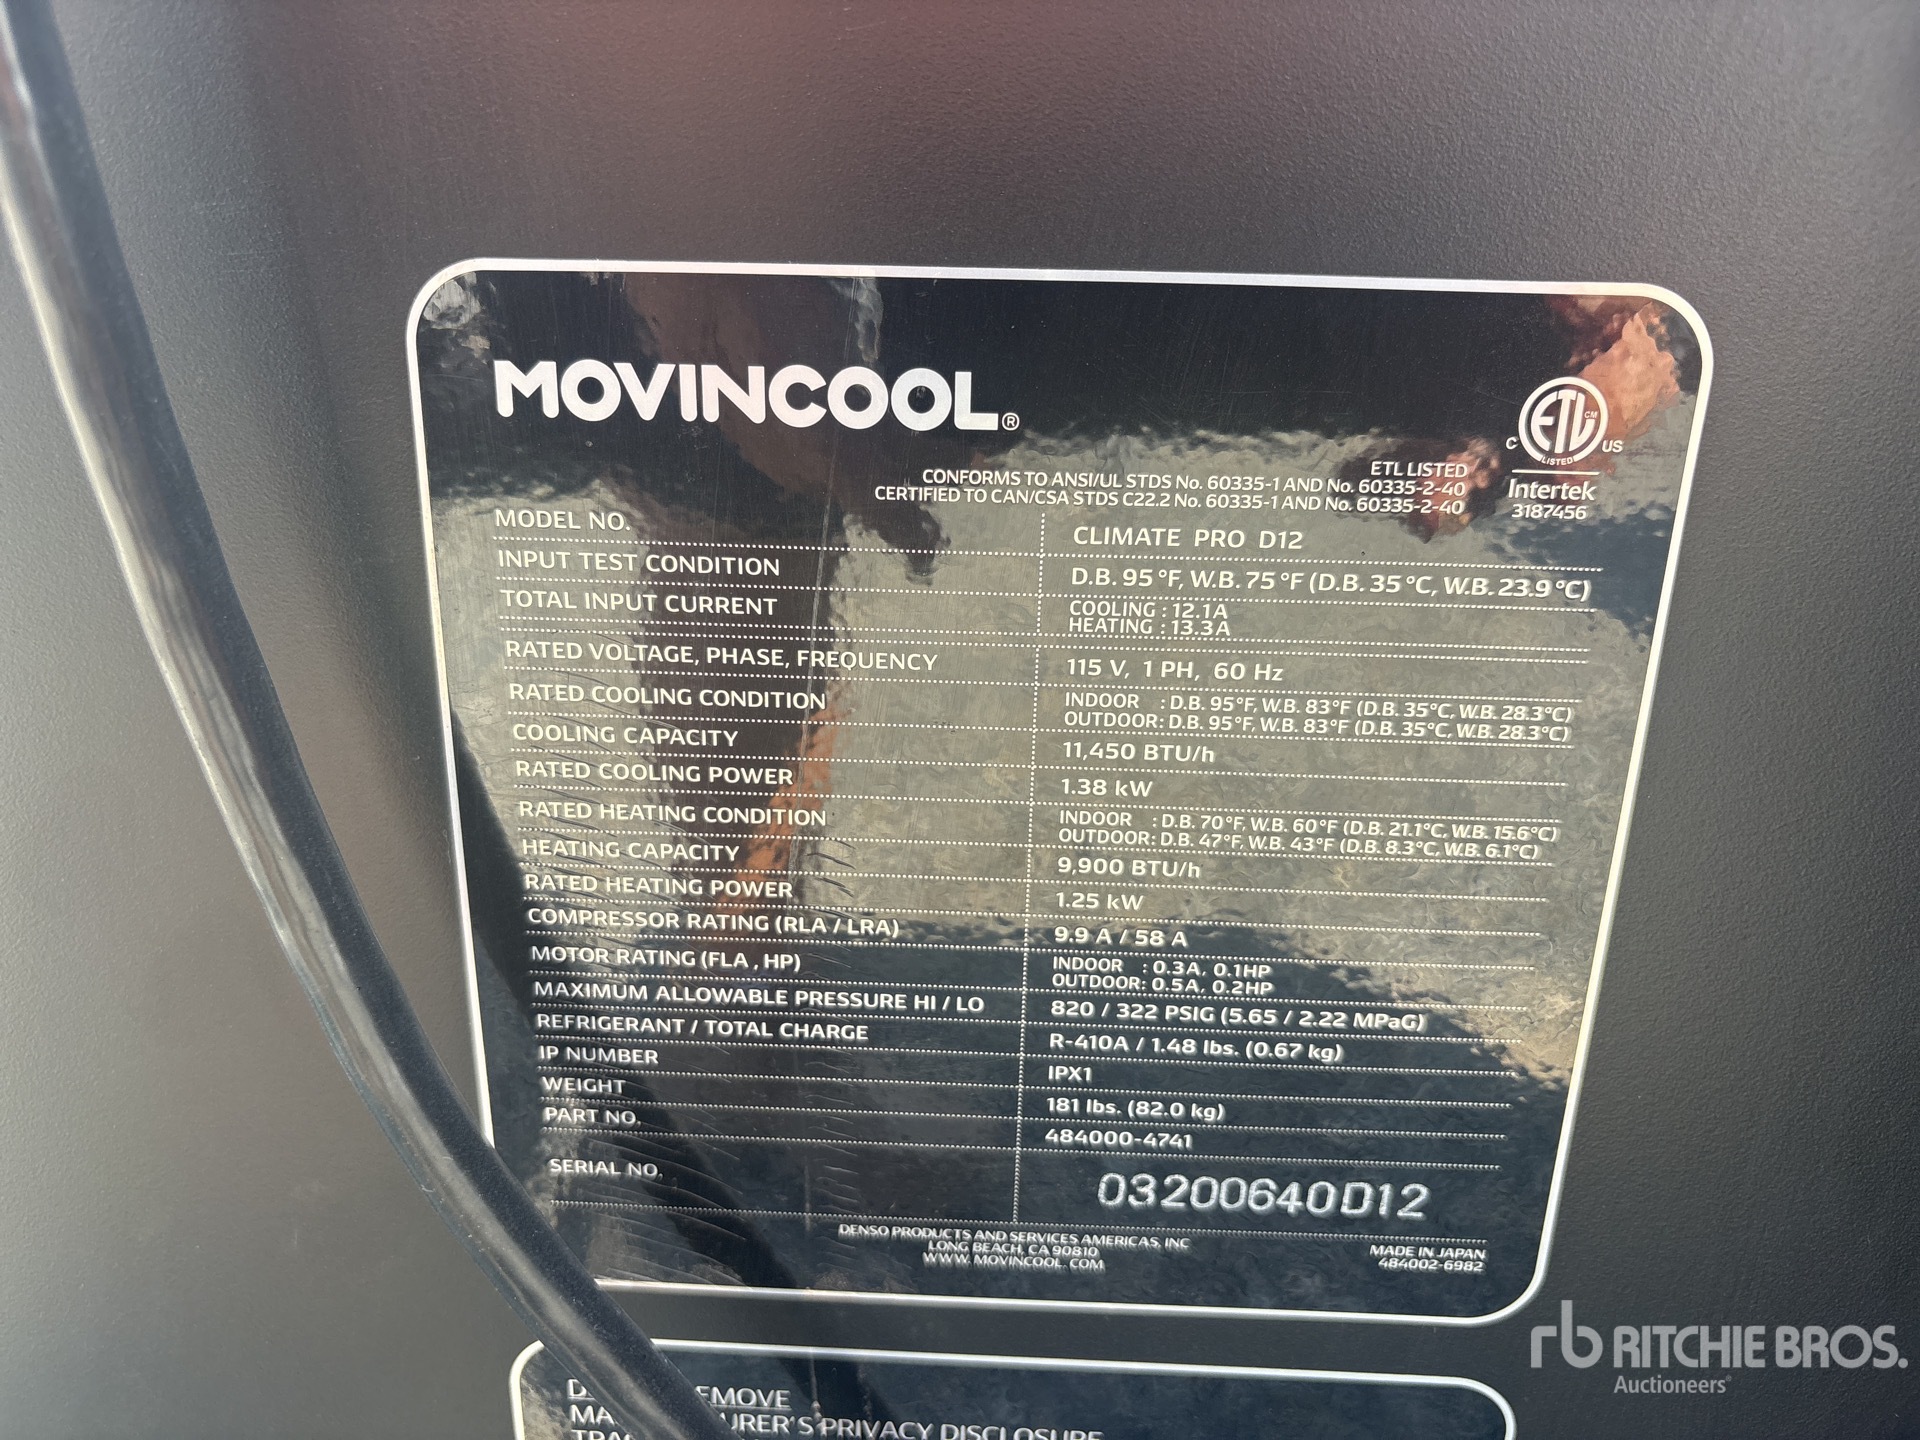 MOVINCOOL®
ETL CM
LISTED
C US
Intertek
3187456
ETL LISTED
CONFORMS TO ANSI/UL STDS No. 60335-1 AND No. 60335-2-40
CERTIFIED TO CAN/CSA STDS C22.2 No. 60335-1 AND No. 60335-2-40
MODEL NO. CLIMATE PRO D12
INPUT TEST CONDITION D.B. 95°F, W.B. 75°F (D.B. 35°C, W.B. 23.9°C)
TOTAL INPUT CURRENT COOLING : 12.1A
HEATING : 13.3A
RATED VOLTAGE, PHASE, FREQUENCY 115 V, 1 PH, 60 Hz
RATED COOLING CONDITION INDOOR : D.B. 95°F, W.B. 83°F (D.B. 35°C, W.B. 28.3°C)
OUTDOOR: D.B. 95°F, W.B. 83°F (D.B. 35°C, W.B. 28.3°C)
COOLING CAPACITY 11,450 BTU/h
RATED COOLING POWER 1.38 kW
RATED HEATING CONDITION INDOOR : D.B. 70°F, W.B. 60°F (D.B. 21.1°C, W.B. 15.6°C)
OUTDOOR: D.B. 47°F, W.B. 43°F (D.B. 8.3°C, W.B. 6.1°C)
HEATING CAPACITY 9,900 BTU/h
RATED HEATING POWER 1.25 kW
COMPRESSOR RATING (RLA / LRA) 9.9 A / 58 A
MOTOR RATING (FLA , HP) INDOOR : 0.3A, 0.1HP
OUTDOOR: 0.5A, 0.2HP
MAXIMUM ALLOWABLE PRESSURE HI / LO 820 / 322 PSIG (5.65 / 2.22 MPaG)
REFRIGERANT / TOTAL CHARGE R-410A / 1.48 lbs. (0.67 kg)
IP NUMBER IPX1
WEIGHT 181 lbs. (82.0 kg)
PART NO. 484000-4741
SERIAL NO. 03200640D12
DENSO PRODUCTS AND SERVICES AMERICAS, INC
LONG BEACH, CA 90810
WWW. MOVINCOOL. COM
MADE IN JAPAN
484002-6982
rb RITCHIE BROS.
Auctioneers®
PRIVACY DISCLOSURE